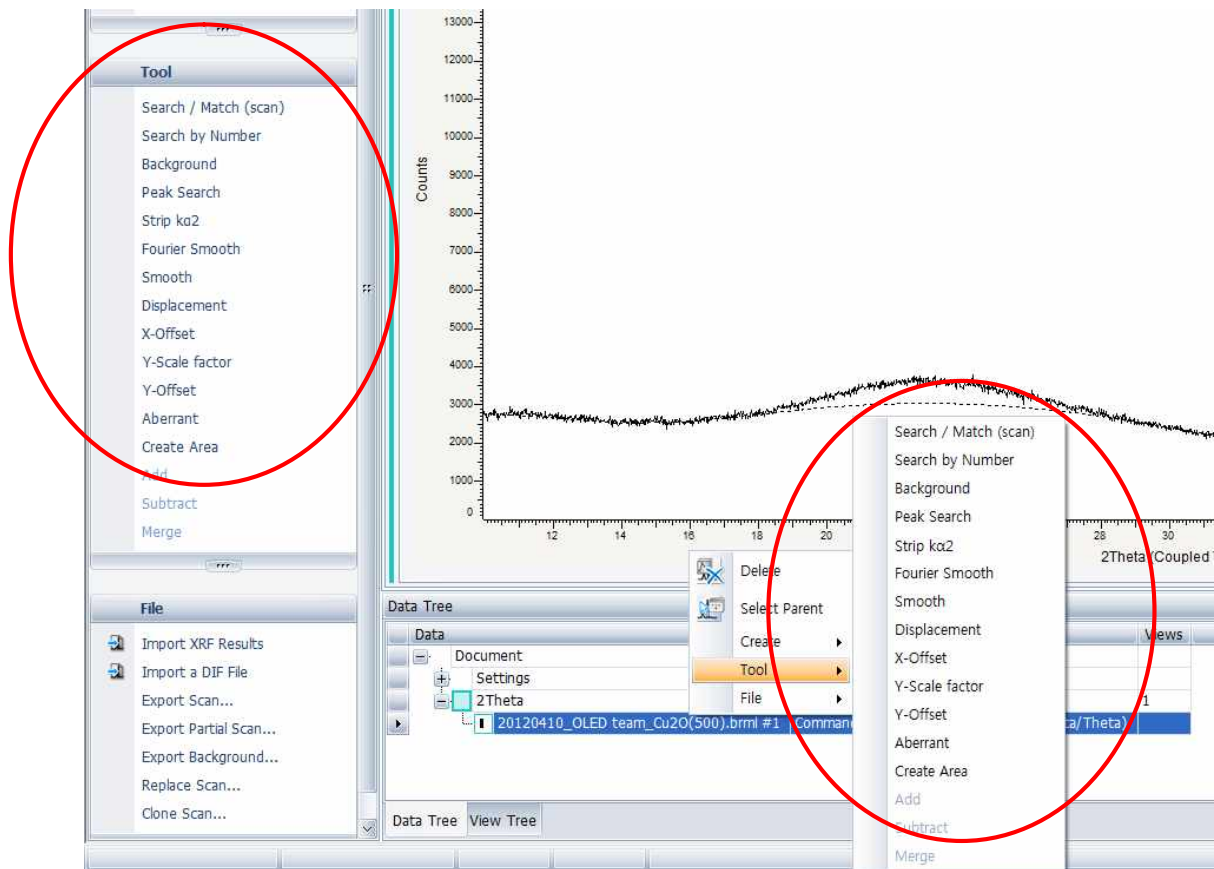 Tool
Search / Match (scan)
Search by Number
Background
Peak Search
Strip kα2
Fourier Smooth
Smooth
Displacement
X-Offset
Y-Scale factor
Y-Offset
Aberrant
Create Area
Add
Subtract
Merge
File
Import XRF Results
Import a DIF File
Export Scan...
Export Partial Scan...
Export Background...
Replace Scan...
Clone Scan...
Counts
13000
12000
11000
10000
9000
8000
7000
6000
5000
4000
3000
2000
1000
0
12 14 16 18 20 28 30
2Theta (Coupled
Data Tree
Data Views
Document
Settings
2Theta 1
20120410_OLED team_Cu2O(500).brml #1 (Comman ta/Theta)
Data Tree View Tree
Delete
Select Parent
Create
Tool
File
Search / Match (scan)
Search by Number
Background
Peak Search
Strip kα2
Fourier Smooth
Smooth
Displacement
X-Offset
Y-Scale factor
Y-Offset
Aberrant
Create Area
Add
Subtract
Merge